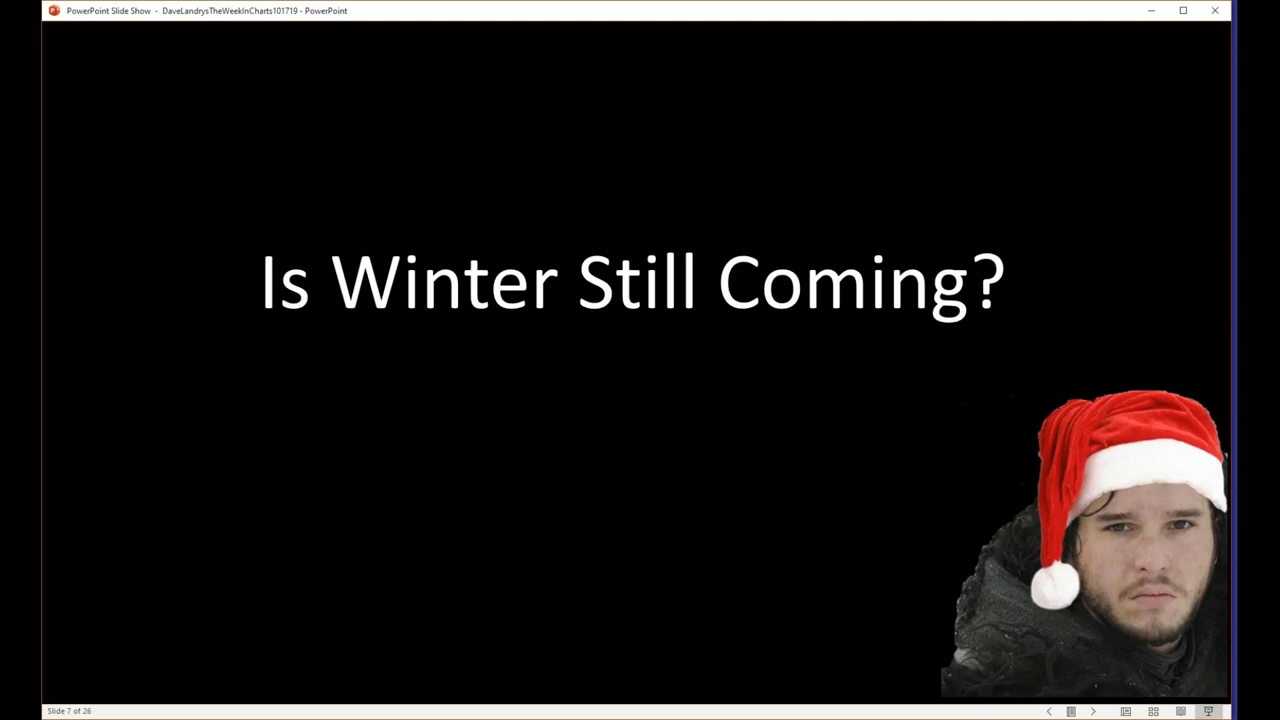 PowerPoint Slide Show - DaveLandrysTheWeekInCharts101719 - PowerPoint
Is Winter Still Coming?
Slide 7 of 26